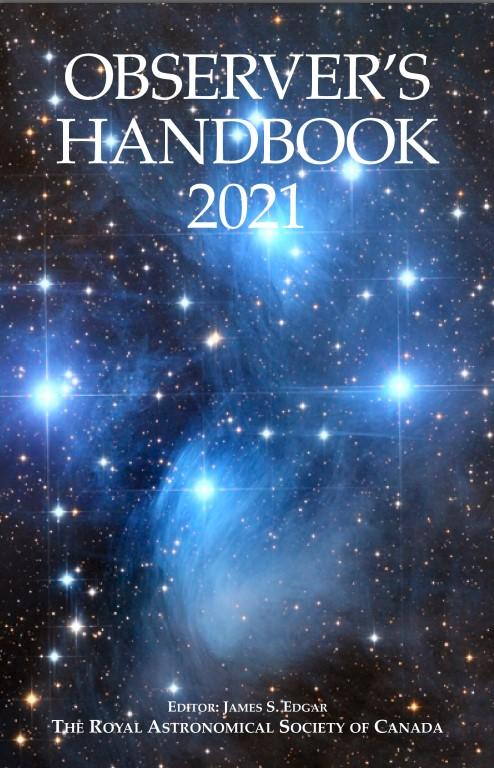 OBSERVER'S
HANDBOOK
2021
EDITOR: JAMES S. EDGAR
THE ROYAL ASTRONOMICAL SOCIETY OF CANADA